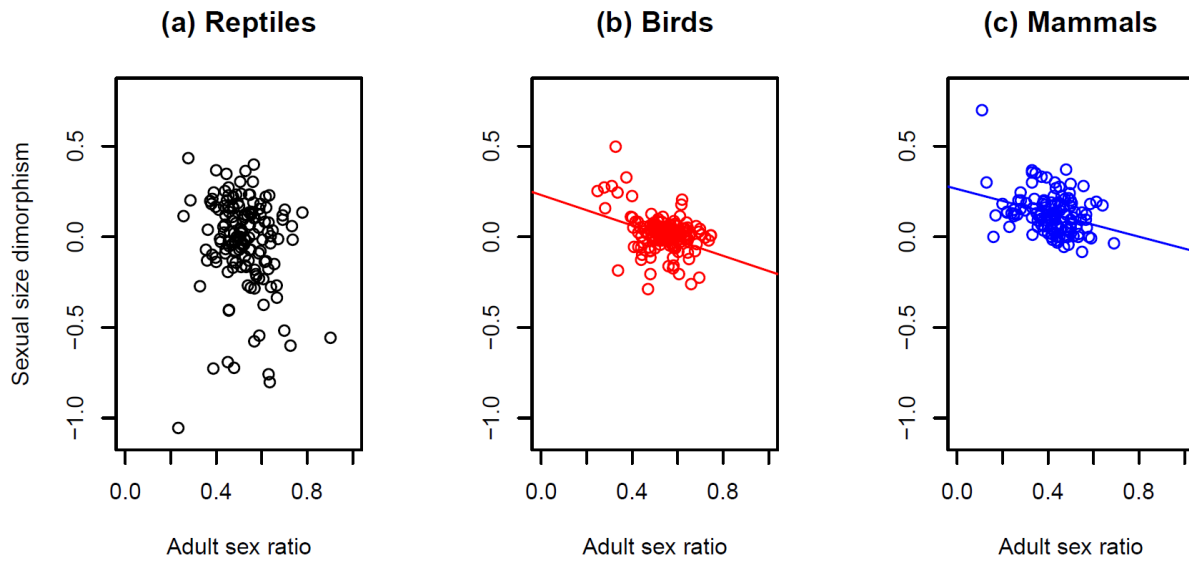 (a) Reptiles
(b) Birds
(c) Mammals
Sexual size dimorphism
0.5
0.0
−0.5
−1.0
0.5
0.0
−0.5
−1.0
0.5
0.0
−0.5
−1.0
0.0 0.4 0.8
0.0 0.4 0.8
0.0 0.4 0.8
Adult sex ratio
Adult sex ratio
Adult sex ratio